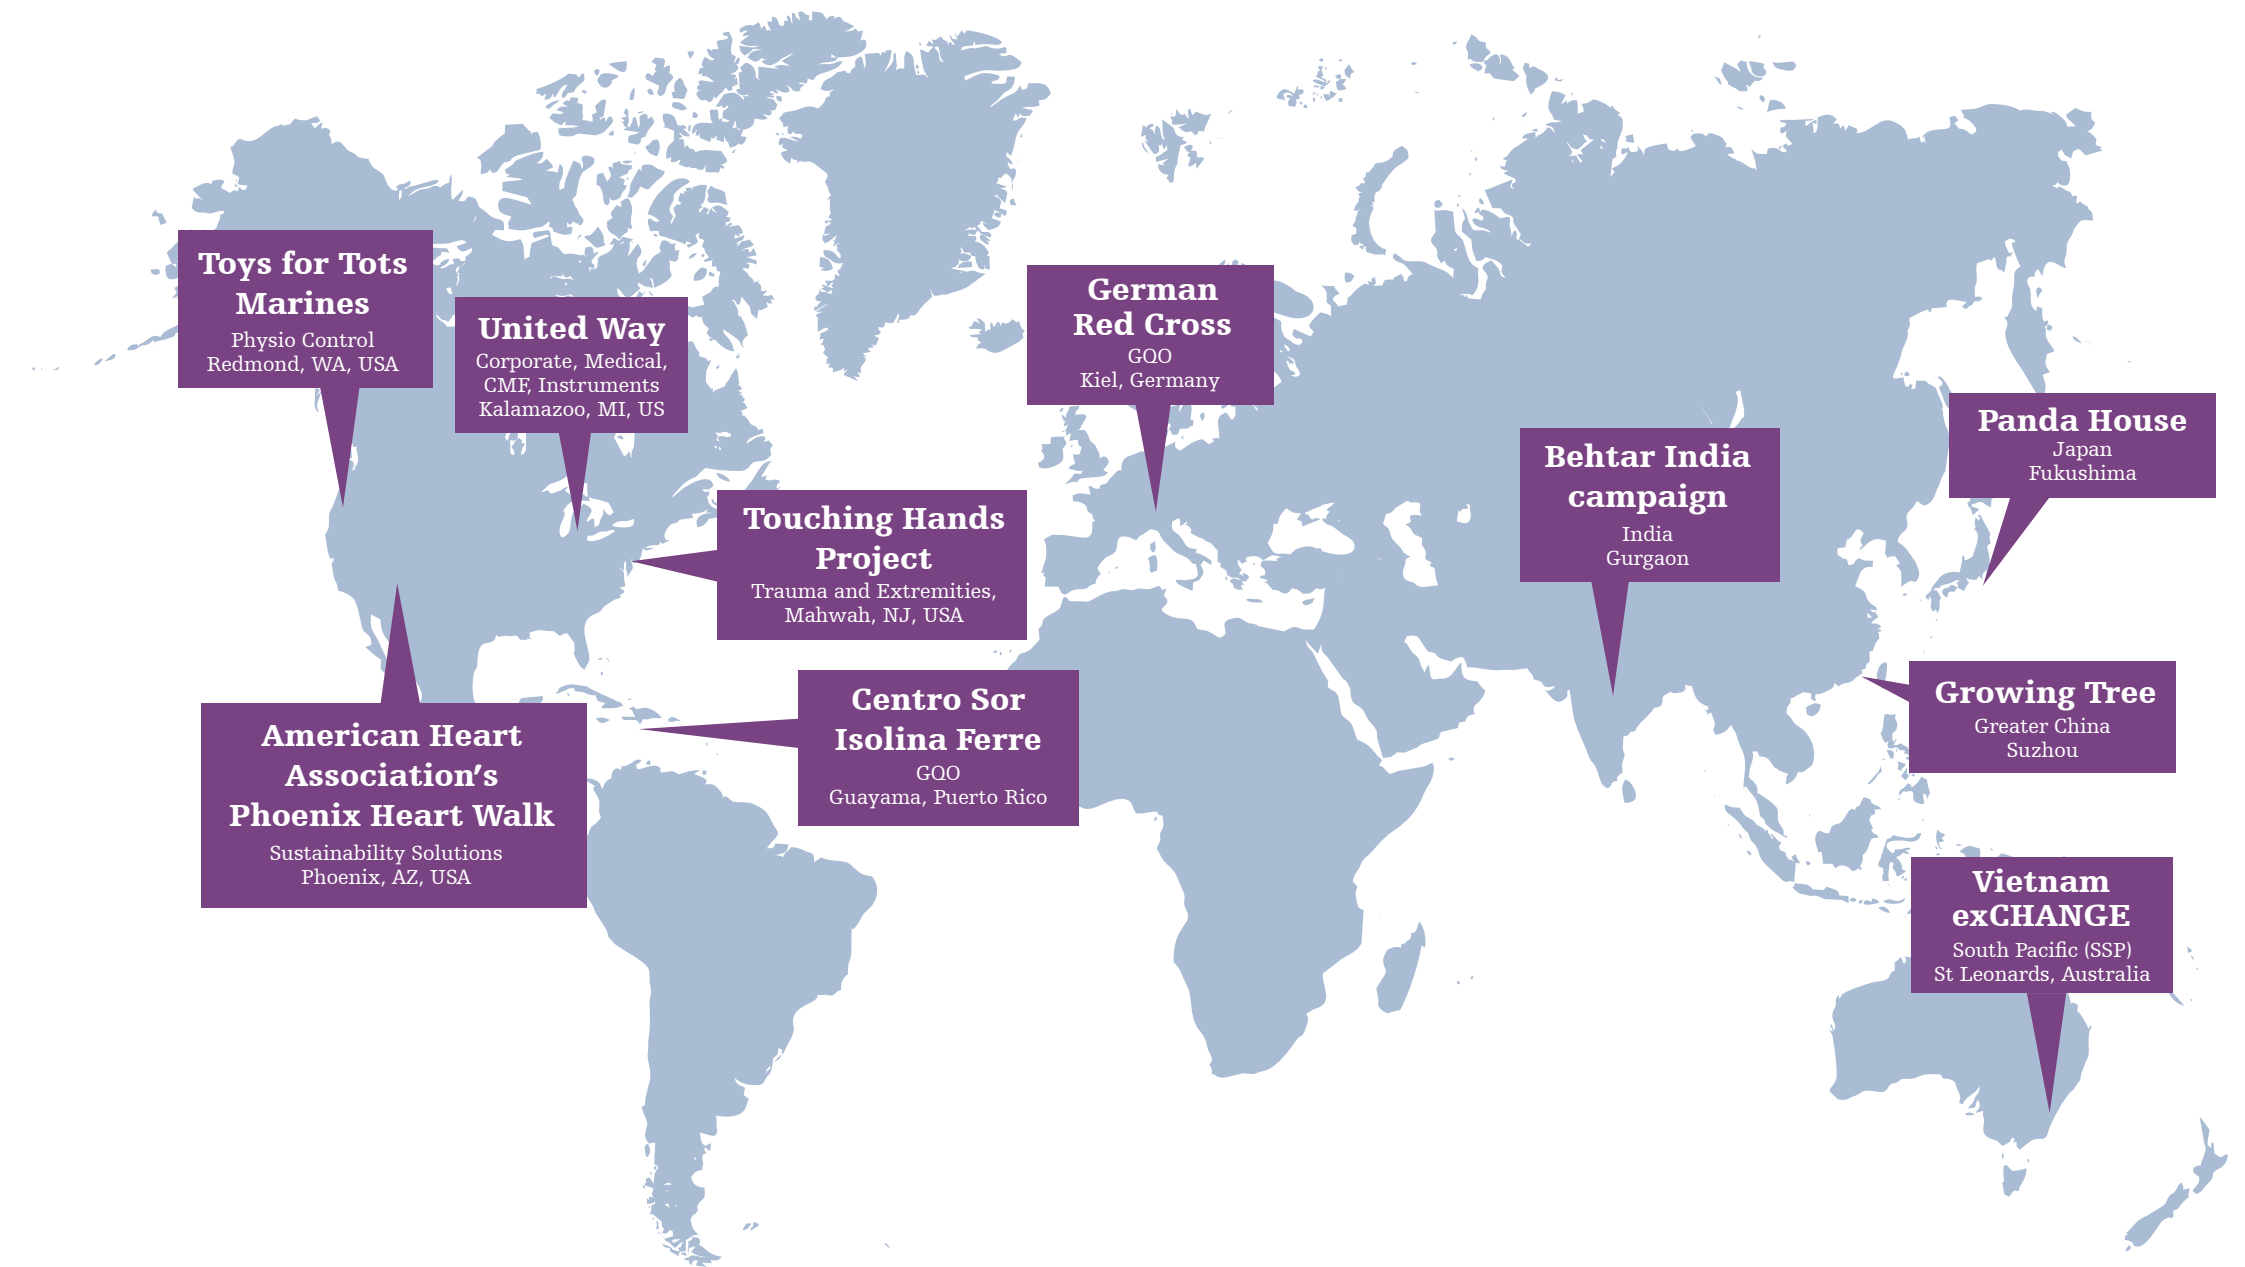 Toys for Tots
Marines
Physio Control
Redmond, WA, USA
United Way
Corporate, Medical,
CMF, Instruments
Kalamazoo, MI, US
German
Red Cross
GQO
Kiel, Germany
Panda House
Japan
Fukushima
Behtar India
campaign
India
Gurgaon
Touching Hands
Project
Trauma and Extremities,
Mahwah, NJ, USA
Centro Sor
Isolina Ferre
GQO
Guayama, Puerto Rico
Growing Tree
Greater China
Suzhou
American Heart
Association’s
Phoenix Heart Walk
Sustainability Solutions
Phoenix, AZ, USA
Vietnam
exCHANGE
South Pacific (SSP)
St Leonards, Australia